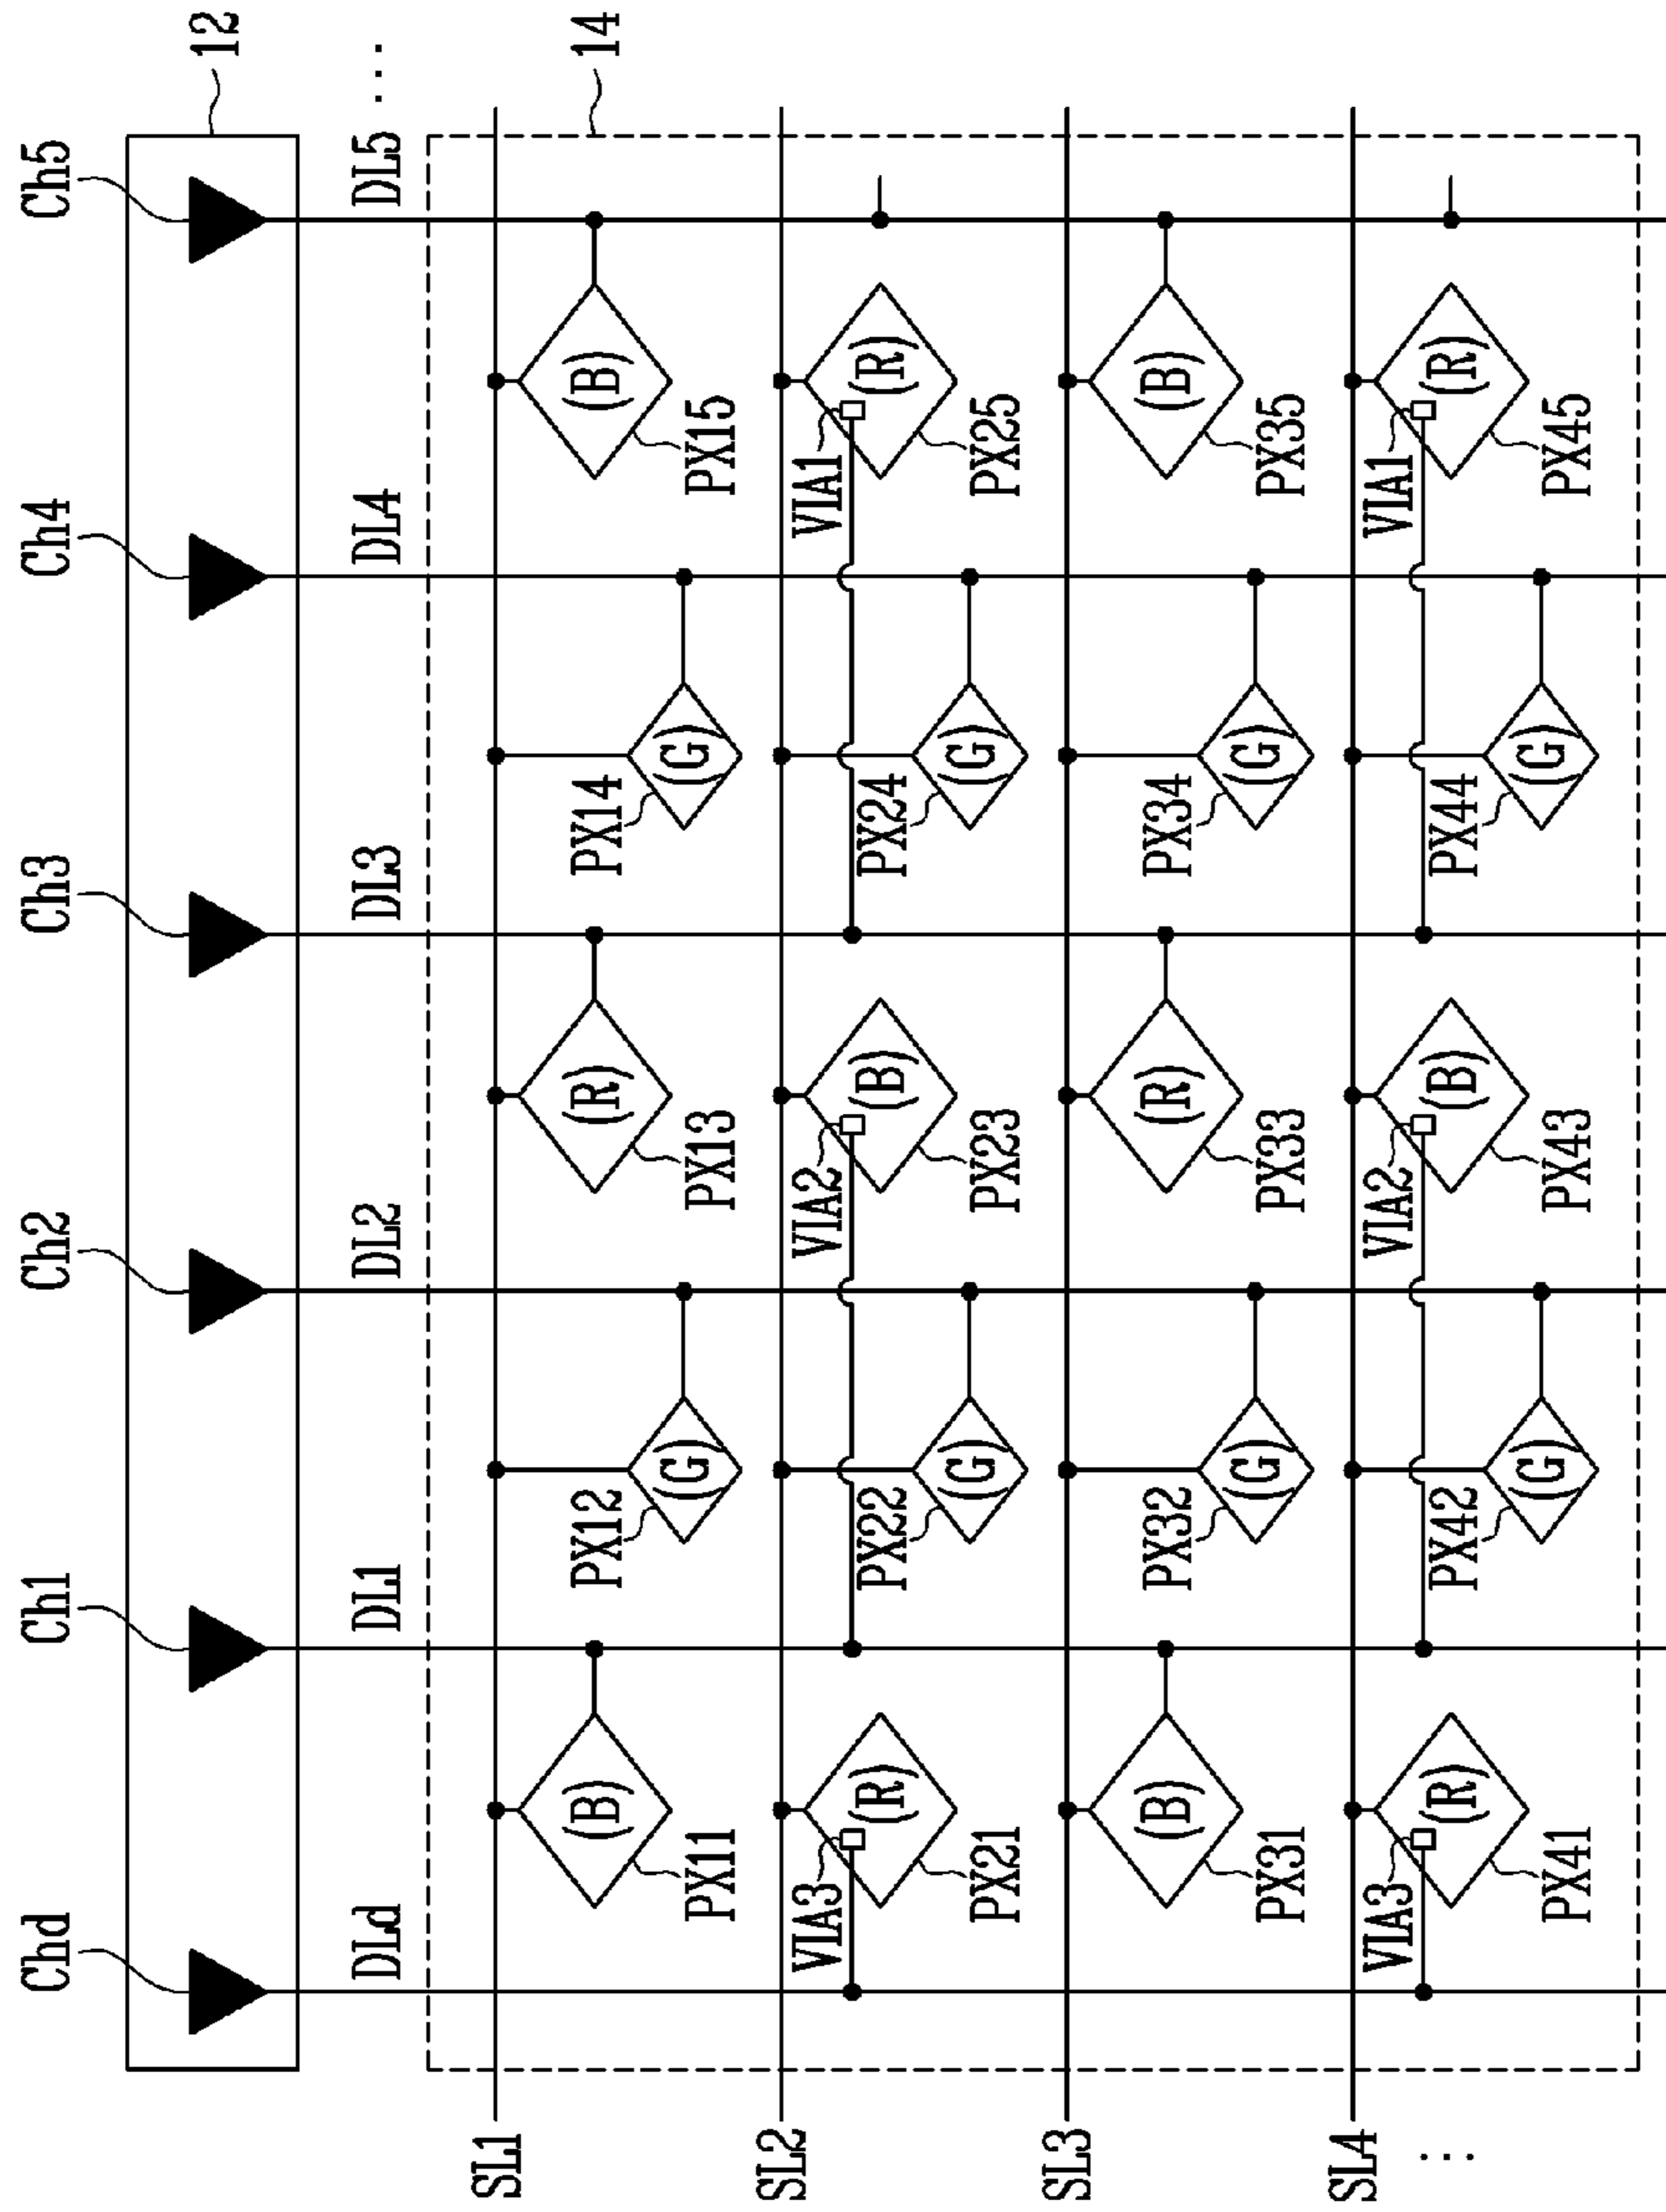 Chd Ch1 Ch2 Ch3 Ch4 Ch5
12
DLd DL1 DL2 DL3 DL4 DL5 ...
14
SL1
(B) (G) (R) (G) (B)
PX11 PX12 PX13 PX14 PX15
SL2
VIA3 VIA2 VIA1
(R) (G) (B) (G) (R)
PX21 PX22 PX23 PX24 PX25
SL3
(B) (G) (R) (G) (B)
PX31 PX32 PX33 PX34 PX35
SL4
VIA3 VIA2 VIA1
(R) (G) (B) (G) (R)
PX41 PX42 PX43 PX44 PX45
...